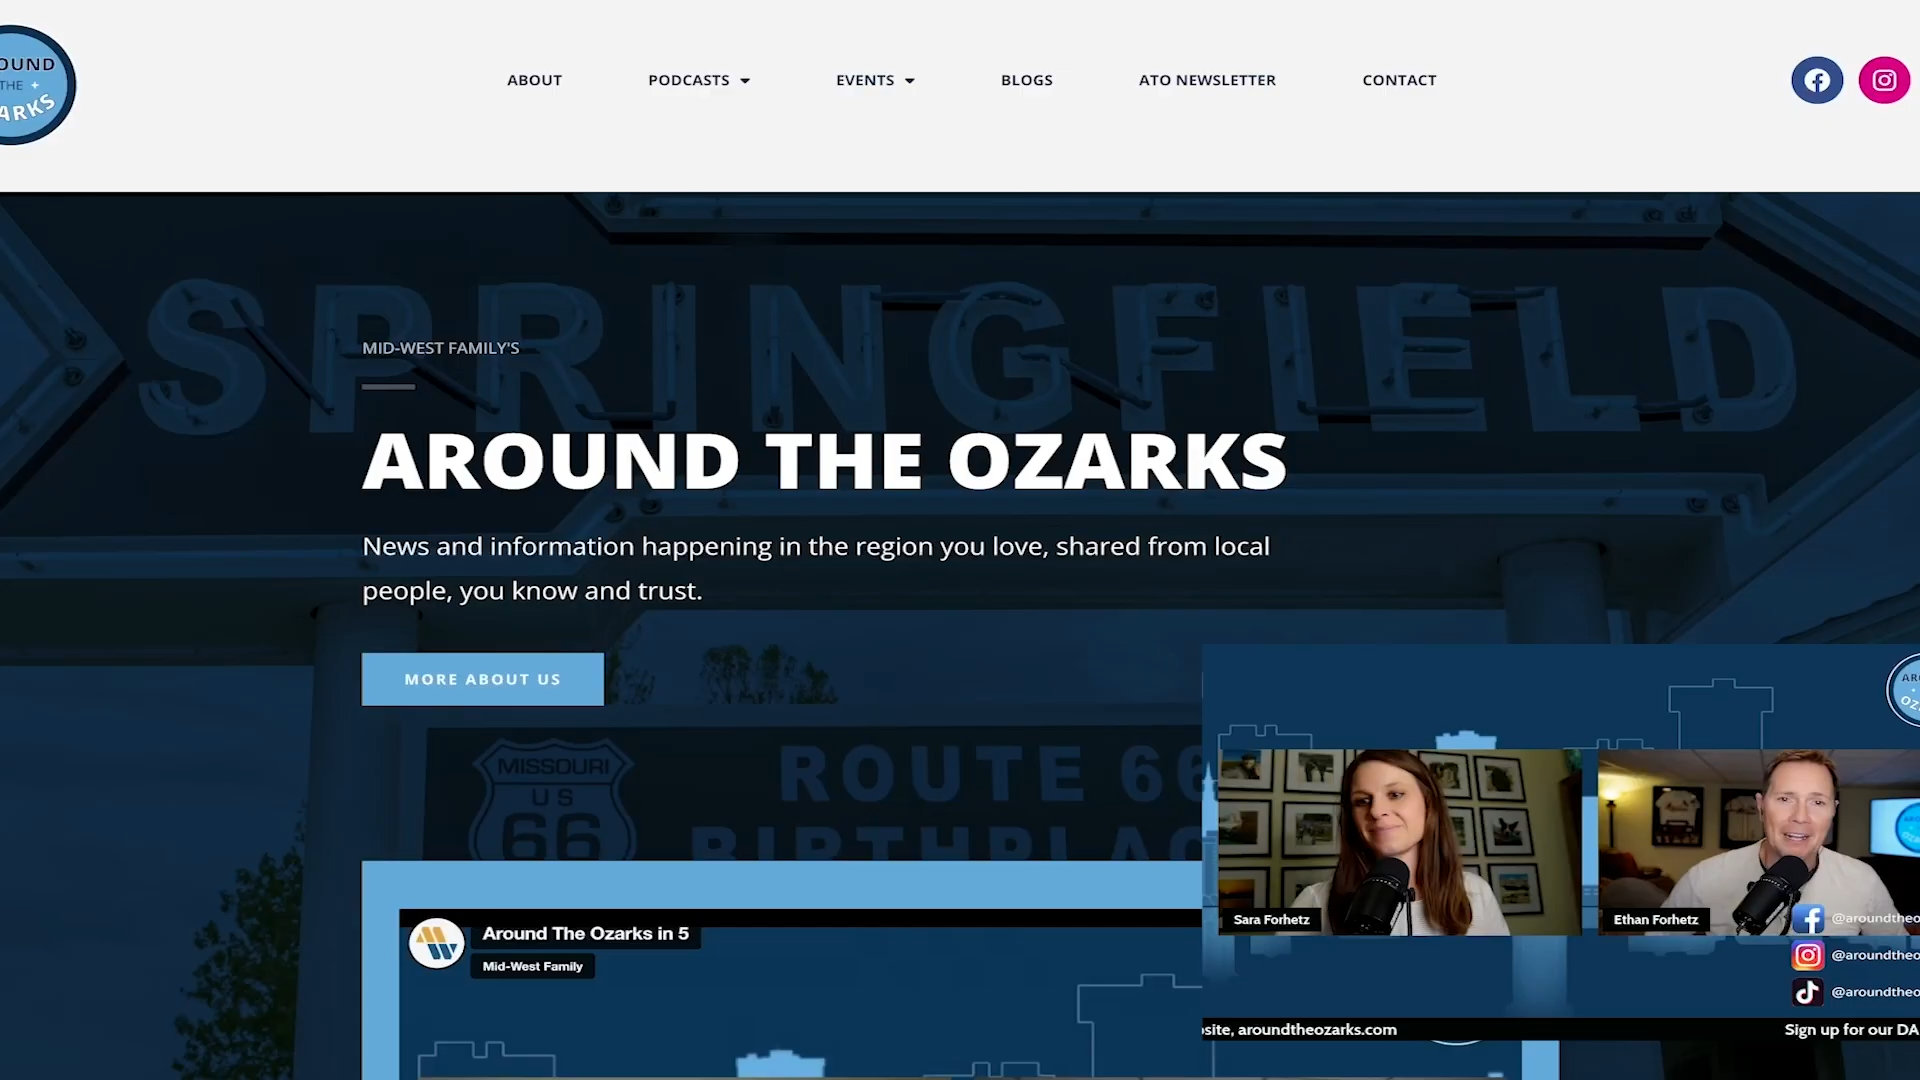 OUND
THE
ARKS
ABOUT
PODCASTS
EVENTS
BLOGS
ATO NEWSLETTER
CONTACT
SPRINGFIELD
MID-WEST FAMILY'S
AROUND THE OZARKS
News and information happening in the region you love, shared from local
people, you know and trust.
MORE ABOUT US
MISSOURI
US
66
ROUTE 66
BIRTHPLAC
Around The Ozarks in 5
Mid-West Family
ARO
OZ
Sara Forhetz
Ethan Forhetz
@aroundtheo
@aroundtheo
@aroundtheo
site, aroundtheozarks.com
Sign up for our DA